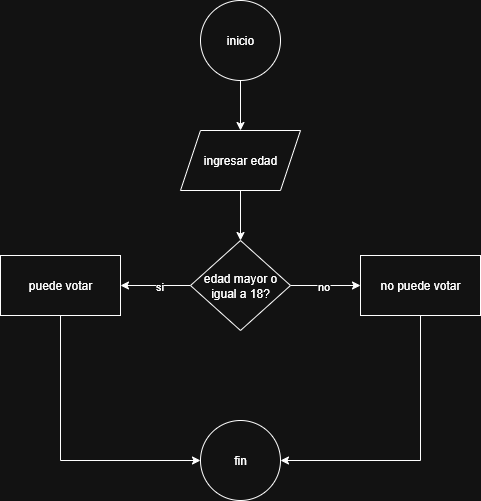 inicio
ingresar edad
edad mayor o
igual a 18?
puede votar
si
no
no puede votar
fin